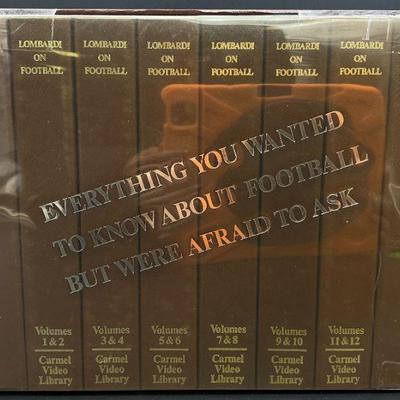 LOMBARDI
ON
FOOTBALL
LOMBARDI
ON
FOOTBALL
LOMBARDI
ON
FOOTBALL
LOMBARDI
ON
FOOTBALL
LOMBARDI
ON
FOOTBALL
LOMBARDI
ON
FOOTBALL
EVERYTHING YOU WANTED
TO KNOW ABOUT FOOTBALL
BUT WERE AFRAID TO ASK
Volumes
1 & 2
Carmel
Video
Library
Volumes
3 & 4
Carmel
Video
Library
Volumes
5 & 6
Carmel
Video
Library
Volumes
7 & 8
Carmel
Video
Library
Volumes
9 & 10
Carmel
Video
Library
Volumes
11 & 12
Carmel
Video
Library